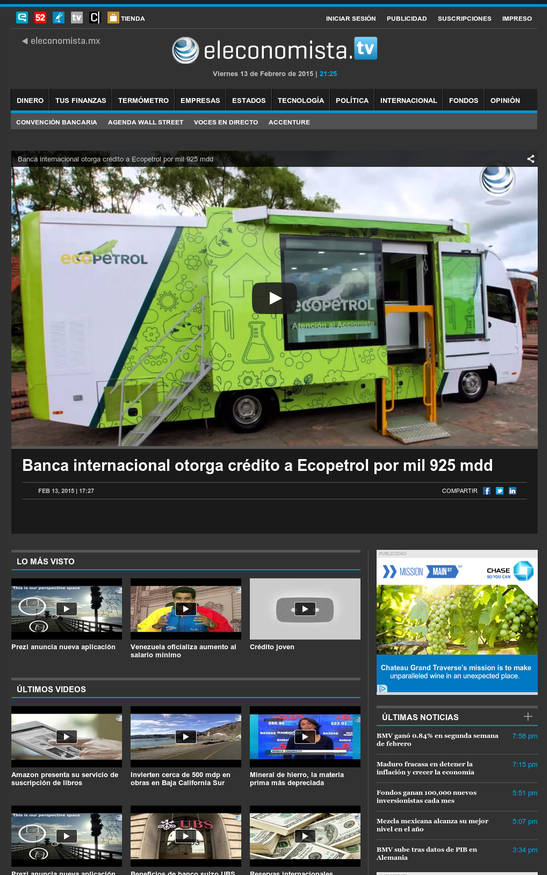 52
tv
C
TIENDA
INICIAR SESIÓN
PUBLICIDAD
SUSCRIPCIONES
IMPRESO
eleconomista.mx
eleconomista.tv
Viernes 13 de Febrero de 2015 | 21:25
DINERO
TUS FINANZAS
TERMÓMETRO
EMPRESAS
ESTADOS
TECNOLOGÍA
POLÍTICA
INTERNACIONAL
FONDOS
OPINIÓN
CONVENCIÓN BANCARIA
AGENDA WALL STREET
VOCES EN DIRECTO
ACCENTURE
Banca internacional otorga crédito a Ecopetrol por mil 925 mdd
ecopetrol
ecopetrol
Atención al Accionista
Banca internacional otorga crédito a Ecopetrol por mil 925 mdd
FEB 13, 2015 | 17:27
COMPARTIR
LO MÁS VISTO
This is our perspective space
Prezi anuncia nueva aplicación
Venezuela oficializa aumento al
salario mínimo
Crédito joven
PUBLICIDAD
MISSION MAIN ST
CHASE
SO YOU CAN
Chateau Grand Traverse's mission is to make
unparalleled wine in an unexpected place.
ÚLTIMOS VIDEOS
Amazon presenta su servicio de
suscripción de libros
Invierten cerca de 500 mdp en
obras en Baja California Sur
Mineral de hierro, la materia
prima más depreciada
This is our perspective space
Prezi anuncia nueva aplicación
UBS
Beneficios de banco suizo UBS
Reservas internacionales
ÚLTIMAS NOTICIAS
BMV ganó 0.84% en segunda semana
de febrero
7:56 pm
Maduro fracasa en detener la
inflación y crecer la economía
7:15 pm
Fondos ganan 100,000 nuevos
inversionistas cada mes
5:51 pm
Mezcla mexicana alcanza su mejor
nivel en el año
5:07 pm
BMV sube tras datos de PIB en
Alemania
3:34 pm